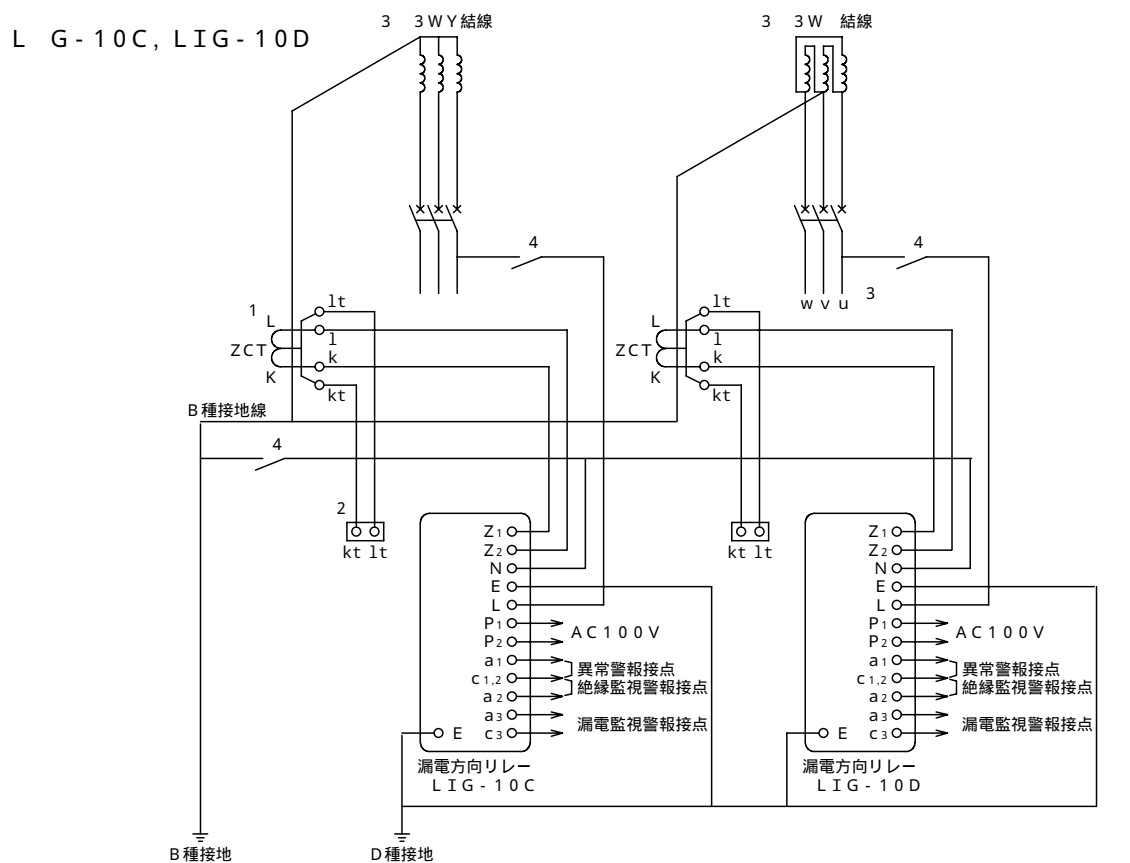 L G-10C, LIG-10D
3 3W Y結線
3 3W 結線
4
4
w v u 3
1
L
ZCT
K
lt
l
k
kt
L
ZCT
K
lt
l
k
kt
B種接地線
4
2
kt lt
kt lt
Z1
Z2
N
E
L
P1
P2
AC100V
a1
c1,2
a2
a3
c3
異常警報接点
絶縁監視警報接点
漏電監視警報接点
E
漏電方向リレー
LIG-10C
Z1
Z2
N
E
L
P1
P2
AC100V
a1
c1,2
a2
a3
c3
異常警報接点
絶縁監視警報接点
漏電監視警報接点
E
漏電方向リレー
LIG-10D
B種接地
D種接地